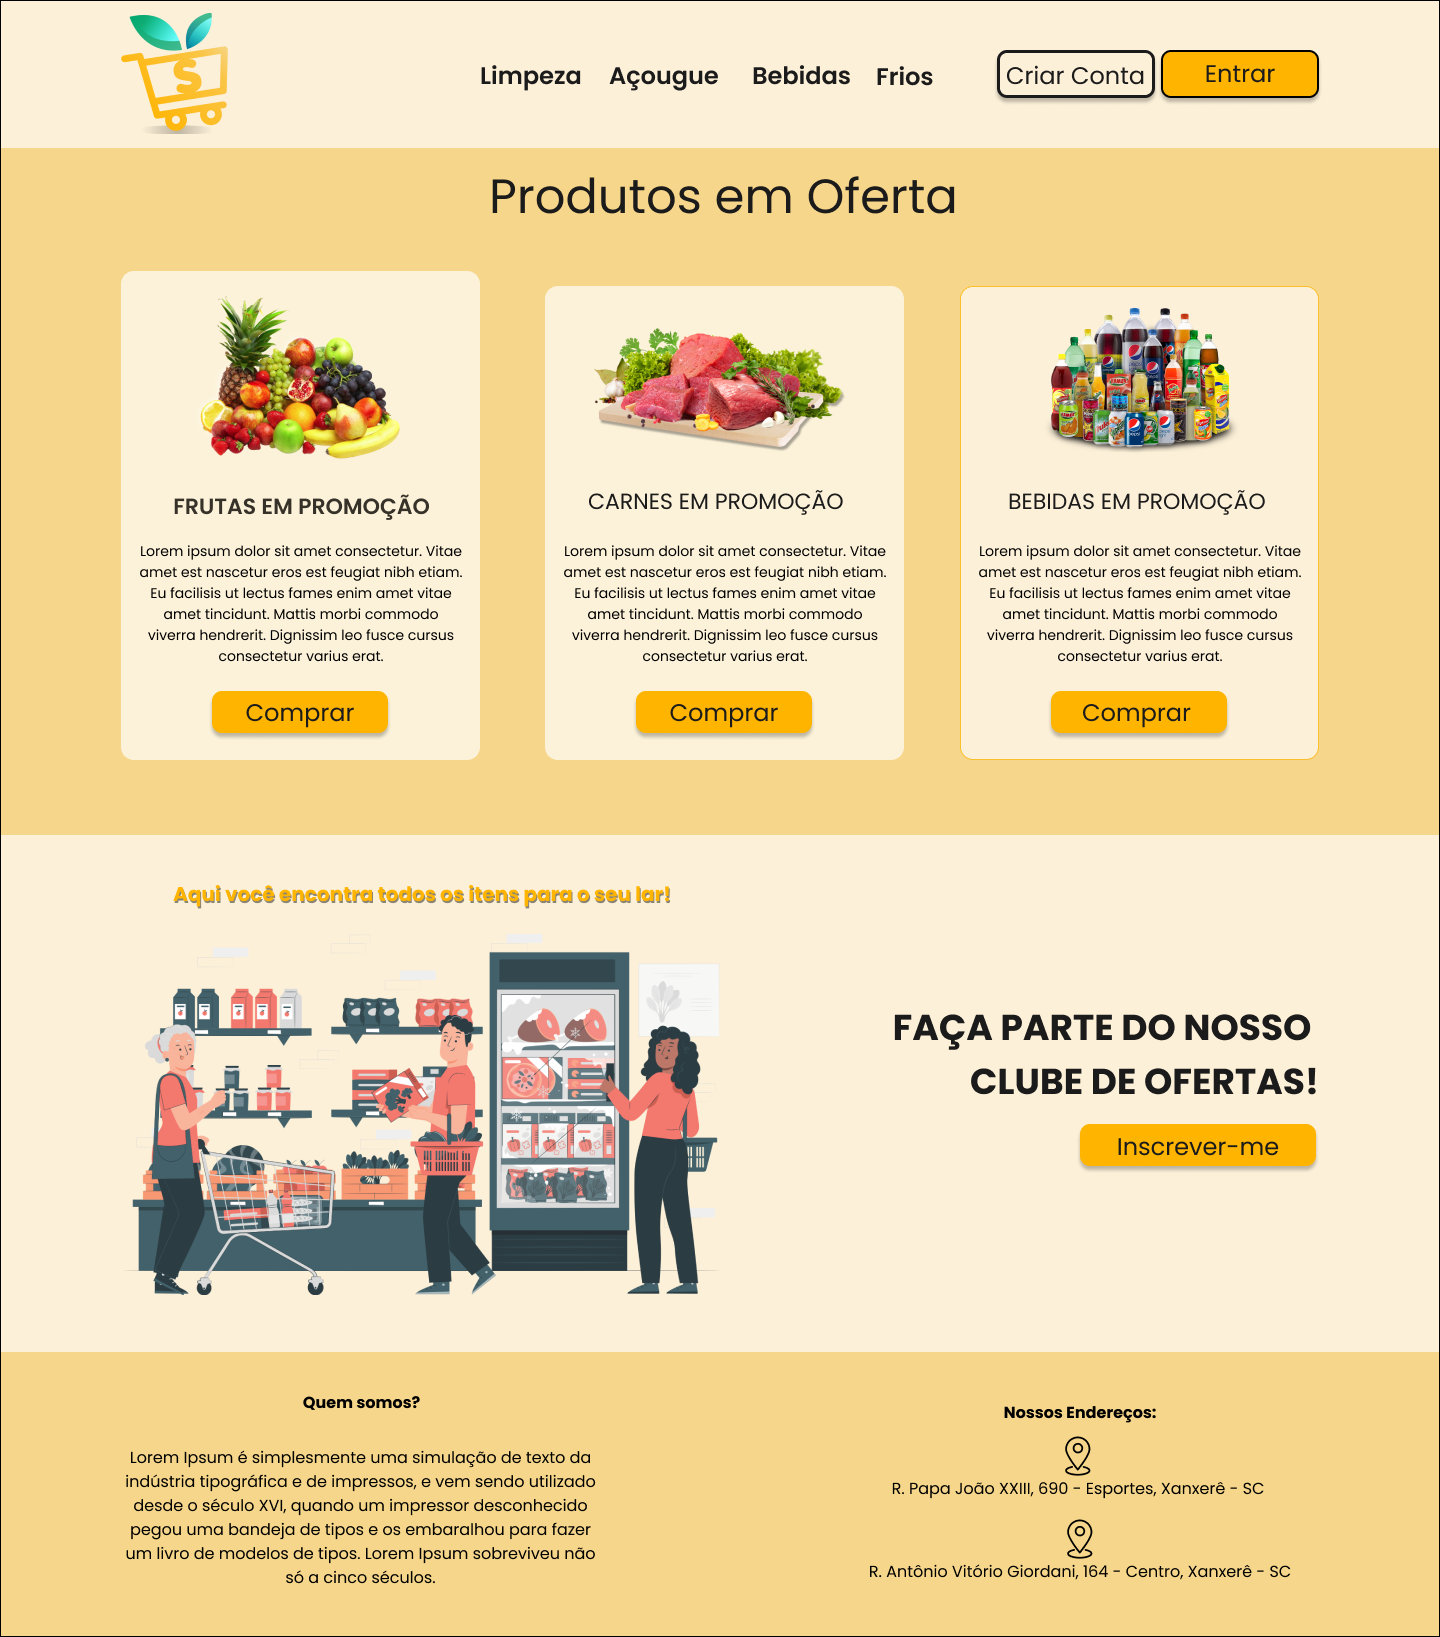 Limpeza Açougue Bebidas Frios Criar Conta Entrar
Produtos em Oferta
FRUTAS EM PROMOÇÃO
Lorem ipsum dolor sit amet consectetur. Vitae
amet est nascetur eros est feugiat nibh etiam.
Eu facilisis ut lectus fames enim amet vitae
amet tincidunt. Mattis morbi commodo
viverra hendrerit. Dignissim leo fusce cursus
consectetur varius erat.
Comprar
CARNES EM PROMOÇÃO
Lorem ipsum dolor sit amet consectetur. Vitae
amet est nascetur eros est feugiat nibh etiam.
Eu facilisis ut lectus fames enim amet vitae
amet tincidunt. Mattis morbi commodo
viverra hendrerit. Dignissim leo fusce cursus
consectetur varius erat.
Comprar
BEBIDAS EM PROMOÇÃO
Lorem ipsum dolor sit amet consectetur. Vitae
amet est nascetur eros est feugiat nibh etiam.
Eu facilisis ut lectus fames enim amet vitae
amet tincidunt. Mattis morbi commodo
viverra hendrerit. Dignissim leo fusce cursus
consectetur varius erat.
Comprar
Aqui você encontra todos os itens para o seu lar!
FAÇA PARTE DO NOSSO
CLUBE DE OFERTAS!
Inscrever-me
Quem somos?
Lorem Ipsum é simplesmente uma simulação de texto da
indústria tipográfica e de impressos, e vem sendo utilizado
desde o século XVI, quando um impressor desconhecido
pegou uma bandeja de tipos e os embaralhou para fazer
um livro de modelos de tipos. Lorem Ipsum sobreviveu não
só a cinco séculos.
Nossos Endereços:
R. Papa João XXIII, 690 - Esportes, Xanxerê - SC
R. Antônio Vitório Giordani, 164 - Centro, Xanxerê - SC